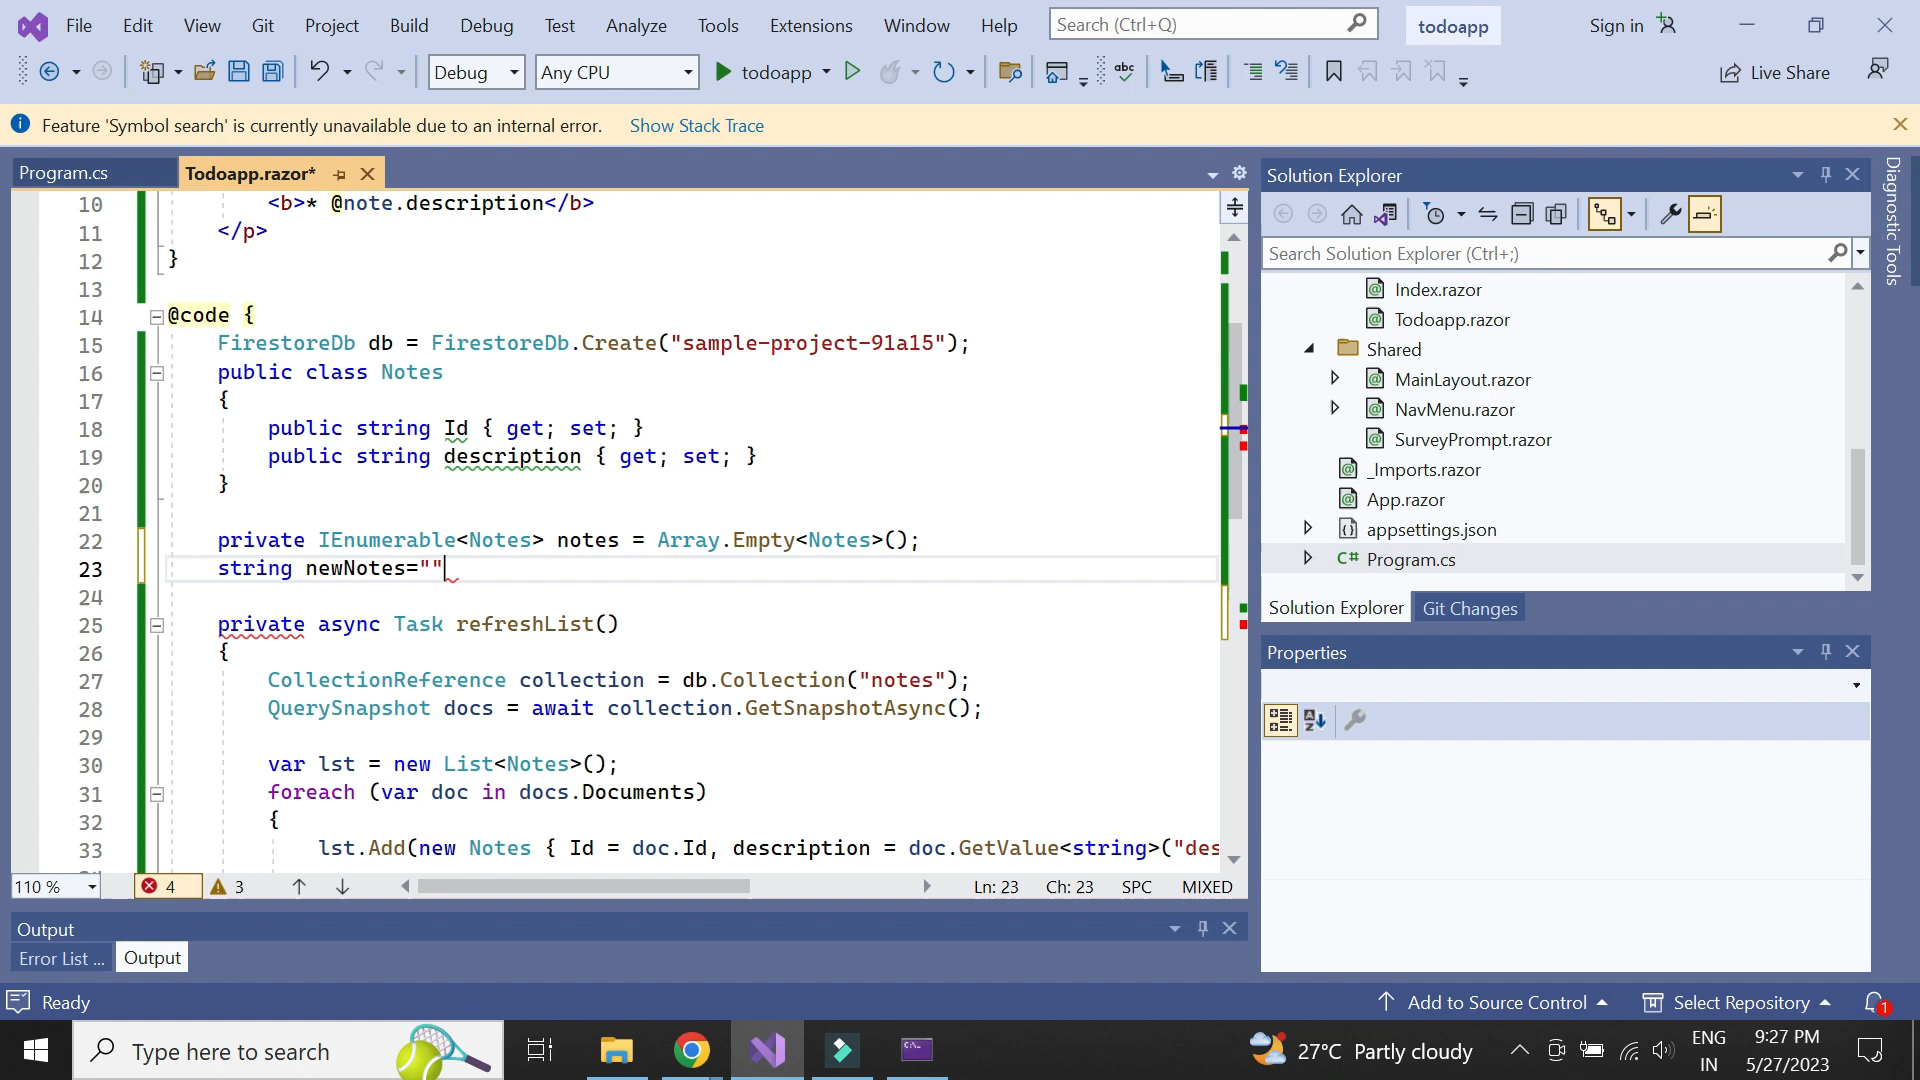 File Edit View Git Project Build Debug Test Analyze Tools Extensions Window Help Search (Ctrl+Q) todoapp Sign in
Debug Any CPU todoapp abc Live Share
Feature 'Symbol search' is currently unavailable due to an internal error. Show Stack Trace
Program.cs Todoapp.razor*
10 <b>* @note.description</b>
11 </p>
12 }
13
14 @code {
15 FirestoreDb db = FirestoreDb.Create("sample-project-91a15");
16 public class Notes
17 {
18 public string Id { get; set; }
19 public string description { get; set; }
20 }
21
22 private IEnumerable<Notes> notes = Array.Empty<Notes>();
23 string newNotes=""
24
25 private async Task refreshList()
26 {
27 CollectionReference collection = db.Collection("notes");
28 QuerySnapshot docs = await collection.GetSnapshotAsync();
29
30 var lst = new List<Notes>();
31 foreach (var doc in docs.Documents)
32 {
33 lst.Add(new Notes { Id = doc.Id, description = doc.GetValue<string>("des
110 % 4 3 Ln: 23 Ch: 23 SPC MIXED
Output
Error List ... Output
Solution Explorer
Search Solution Explorer (Ctrl+;)
Index.razor
Todoapp.razor
Shared
MainLayout.razor
NavMenu.razor
SurveyPrompt.razor
_Imports.razor
App.razor
appsettings.json
C# Program.cs
Solution Explorer Git Changes
Properties
Diagnostic Tools
Ready Add to Source Control Select Repository 1
Type here to search 27°C Partly cloudy ENG
IN
9:27 PM
5/27/2023